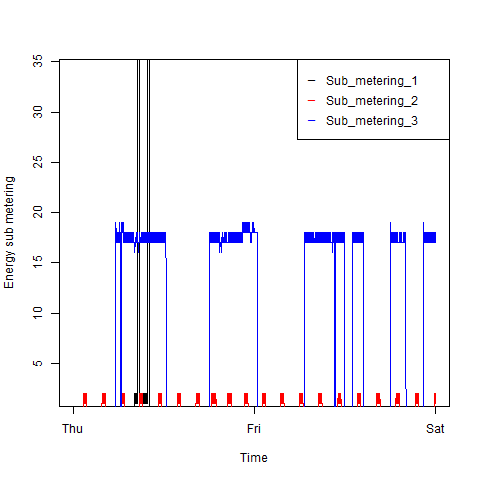 Sub_metering_1
Sub_metering_2
Sub_metering_3
Energy sub metering
35
30
25
20
15
10
5
Thu Fri Sat
Time